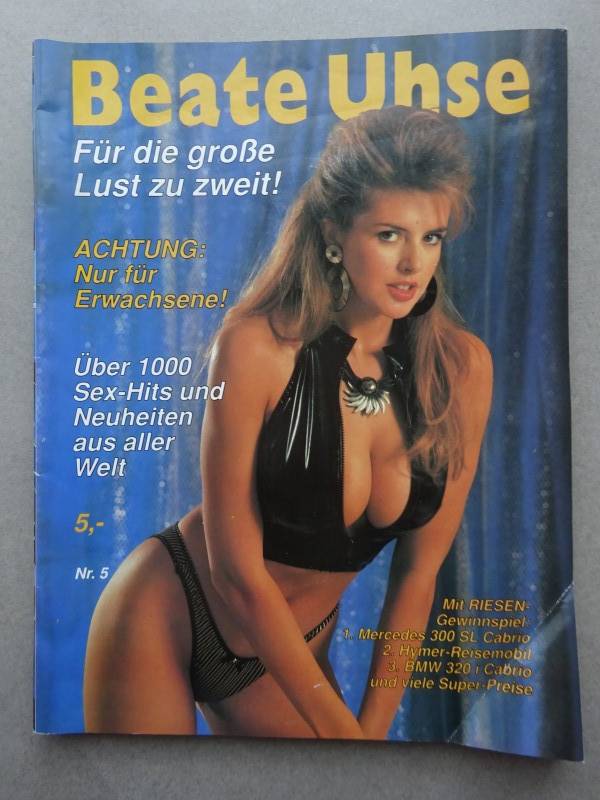 Beate Uhse
Für die große
Lust zu zweit!
ACHTUNG:
Nur für
Erwachsene!
Über 1000
Sex-Hits und
Neuheiten
aus aller
Welt
5,-
Nr. 5
Mit RIESEN-
Gewinnspiel:
1. Mercedes 300 SL Cabrio
2. Hymer-Reisemobil
3. BMW 320 i Cabrio
und viele Super-Preise